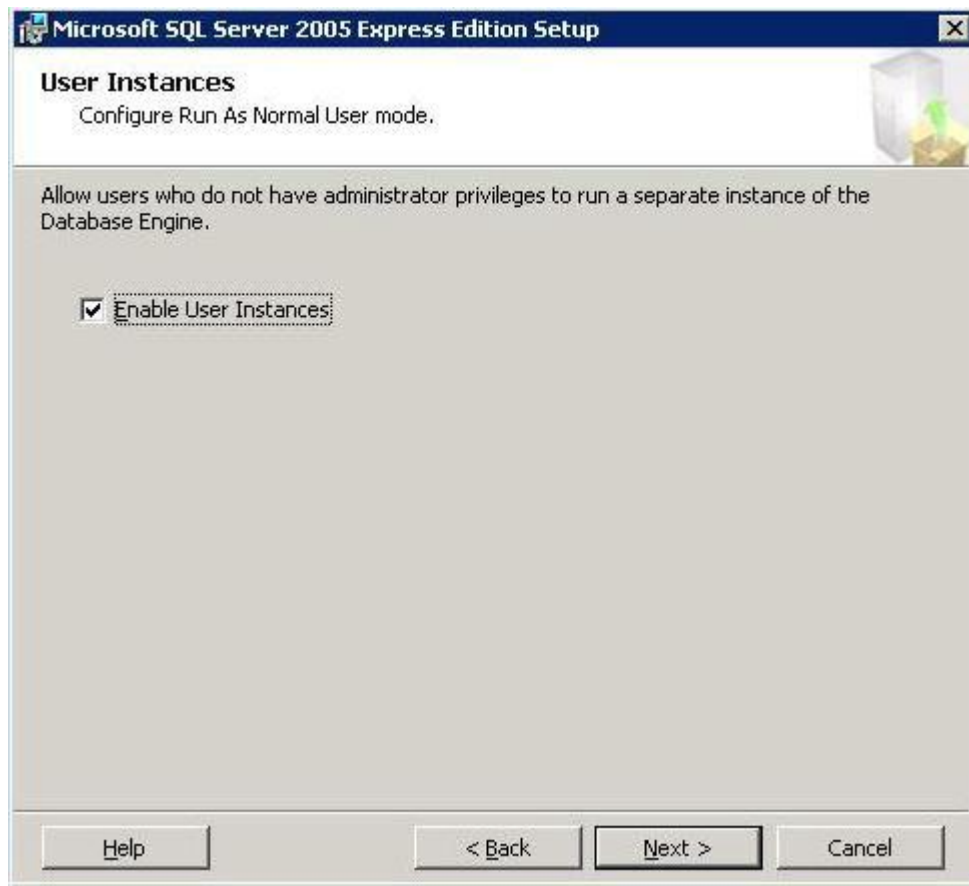 Microsoft SQL Server 2005 Express Edition Setup
User Instances
Configure Run As Normal User mode.
Allow users who do not have administrator privileges to run a separate instance of the
Database Engine.
Enable User Instances
Help
< Back
Next >
Cancel